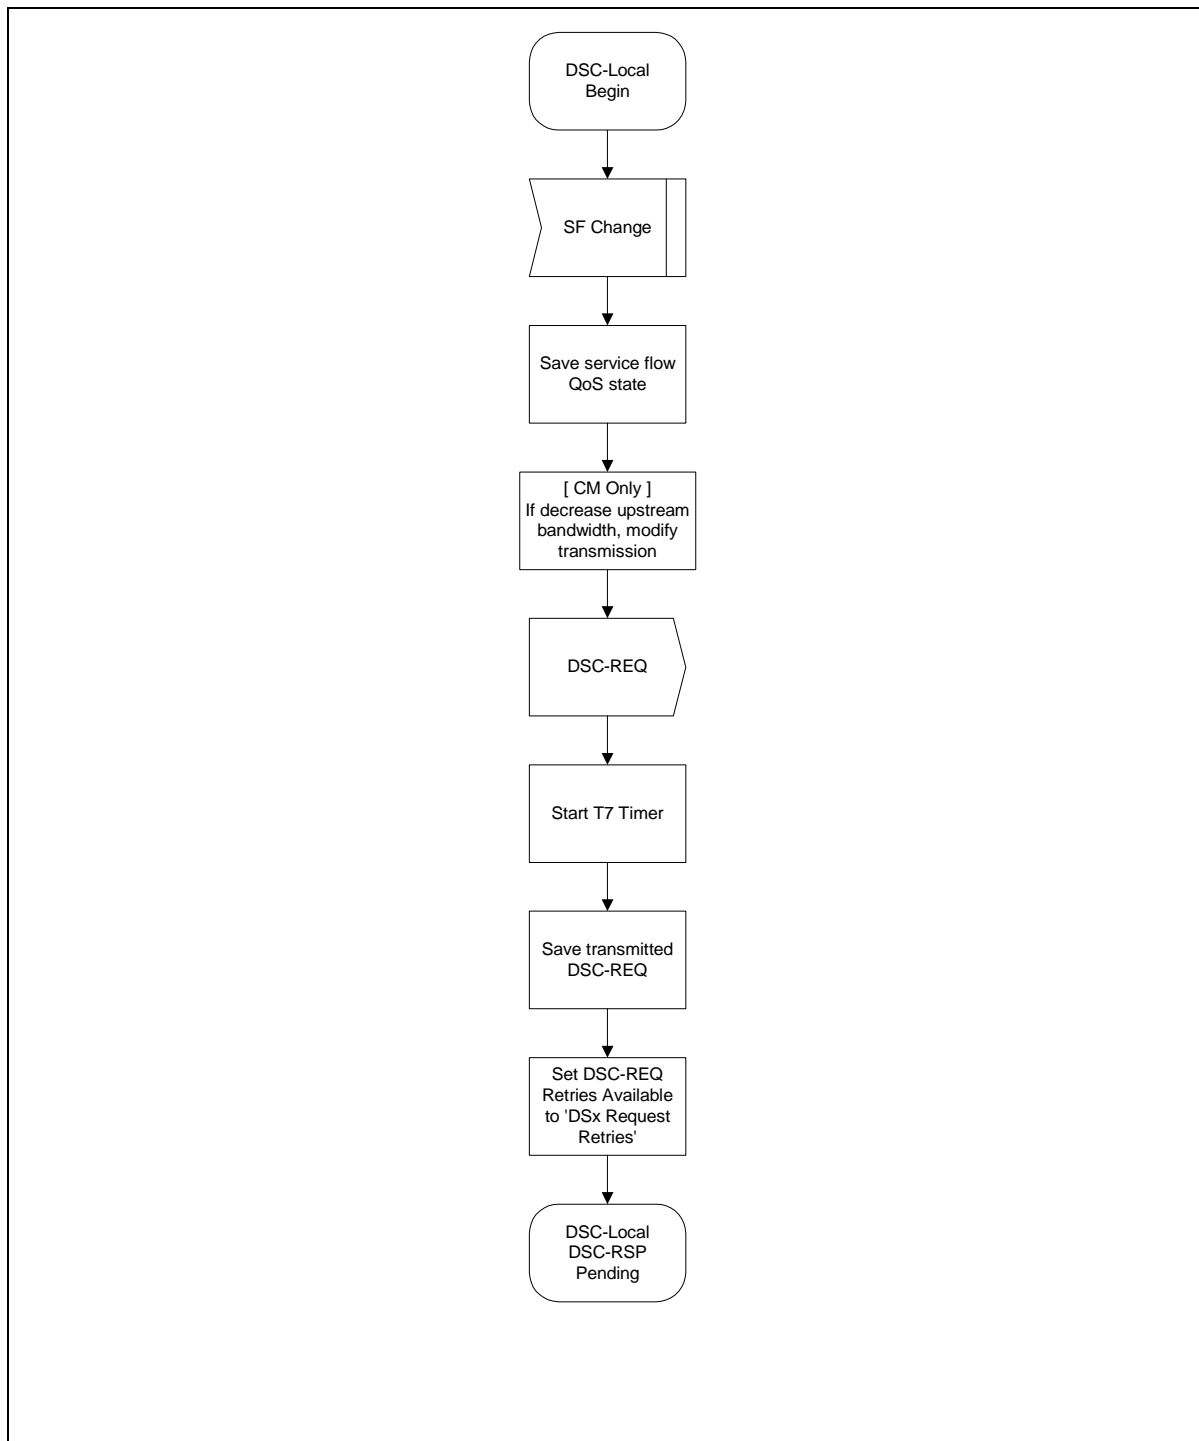 DSC-Local
Begin
SF Change
Save service flow
QoS state
[ CM Only ]
If decrease upstream
bandwidth, modify
transmission
DSC-REQ
Start T7 Timer
Save transmitted
DSC-REQ
Set DSC-REQ
Retries Available
to 'DSx Request
Retries'
DSC-Local
DSC-RSP
Pending